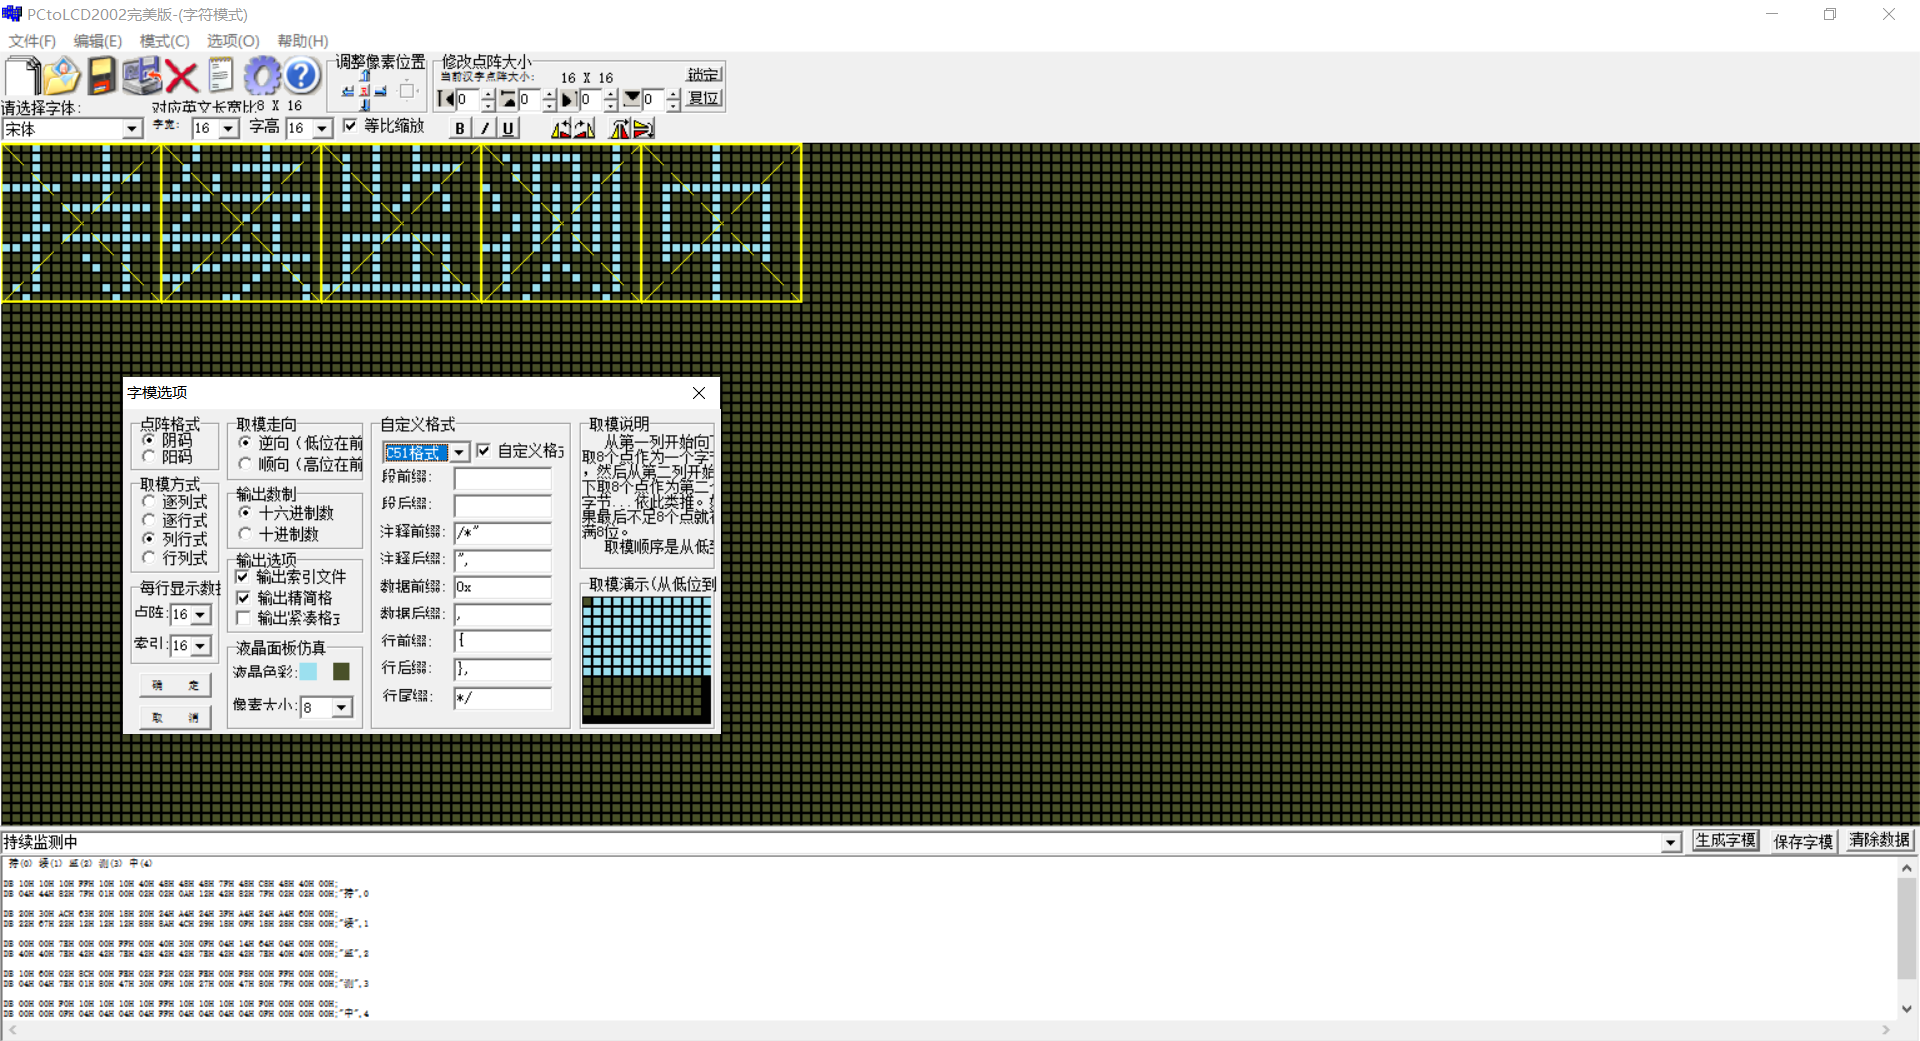 PCtoLCD2002完美版-(字符模式)
文件(F) 编辑(E) 模式(C) 选项(O) 帮助(H)
调整像素位置
修改点阵大小
当前汉字点阵大小: 16 X 16
锁定
0 0 0 0 复位
请选择字体: 对应英文长宽比8 X 16
宋体 字宽: 16 字高 16 等比缩放 B / U
持续监测中
字模选项
点阵格式
阴码
阳码
取模方式
逐列式
逐行式
列行式
行列式
每行显示数据
点阵: 16
索引: 16
确 定
取 消
取模走向
逆向(低位在前
顺向(高位在前
输出数制
十六进制数
十进制数
输出选项
输出索引文件
输出精简格
输出紧凑格式
液晶面板仿真
液晶色彩:
像素大小: 8
自定义格式
C51格式 自定义格式
段前缀:
段后缀:
注释前缀: /*"
注释后缀: ",
数据前缀: 0x
数据后缀: ,
行前缀: {
行后缀: },
行尾缀: */
取模说明
从第一列开始向下
取8个点作为一个字节
,然后从第二列开始
下取8个点作为第二个
字节...依此类推。如
果最后不足8个点就补
满8位。
取模顺序是从低到
取模演示(从低位到
持续监测中 生成字模 保存字模 清除数据
持(0) 续(1) 监(2) 测(3) 中(4)
DB 10H 10H 10H FFH 10H 10H 40H 48H 48H 48H 7FH 48H C8H 48H 40H 00H;
DB 04H 44H 82H 7FH 01H 00H 02H 02H 0AH 12H 42H 82H 7FH 02H 02H 00H;"持",0
DB 20H 30H ACH 63H 20H 18H 20H 24H A4H 24H 3FH A4H 24H A4H 60H 00H;
DB 22H 67H 22H 12H 12H 12H 88H 8AH 4CH 29H 18H 0FH 18H 28H C8H 00H;"续",1
DB 00H 00H 7EH 00H 00H FFH 00H 40H 30H 0FH 04H 14H 64H 04H 00H 00H;
DB 40H 40H 7EH 42H 42H 7EH 42H 42H 42H 7EH 42H 42H 7EH 40H 40H 00H;"监",2
DB 10H 60H 02H 8CH 00H FEH 02H F2H 02H FEH 00H F8H 00H FFH 00H 00H;
DB 04H 04H 7EH 01H 80H 47H 30H 0FH 10H 27H 00H 47H 80H 7FH 00H 00H;"测",3
DB 00H 00H F0H 10H 10H 10H 10H FFH 10H 10H 10H 10H F0H 00H 00H 00H;
DB 00H 00H 0FH 04H 04H 04H 04H FFH 04H 04H 04H 04H 0FH 00H 00H 00H;"中",4